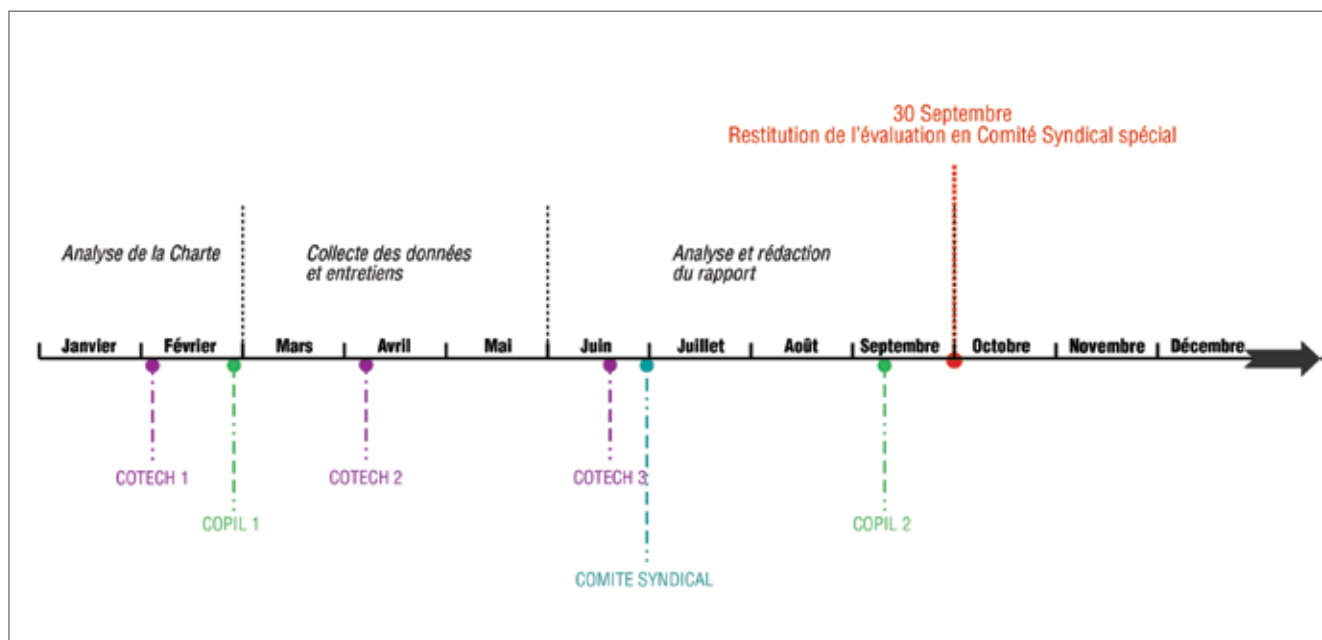 30 Septembre
Restitution de l'évaluation en Comité Syndical spécial
Analyse de la Charte
Collecte des données
et entretiens
Analyse et rédaction
du rapport
Janvier Février Mars Avril Mai Juin Juillet Août Septembre Octobre Novembre Décembre
COTECH 1
COTECH 2
COTECH 3
COPIL 1
COPIL 2
COMITE SYNDICAL